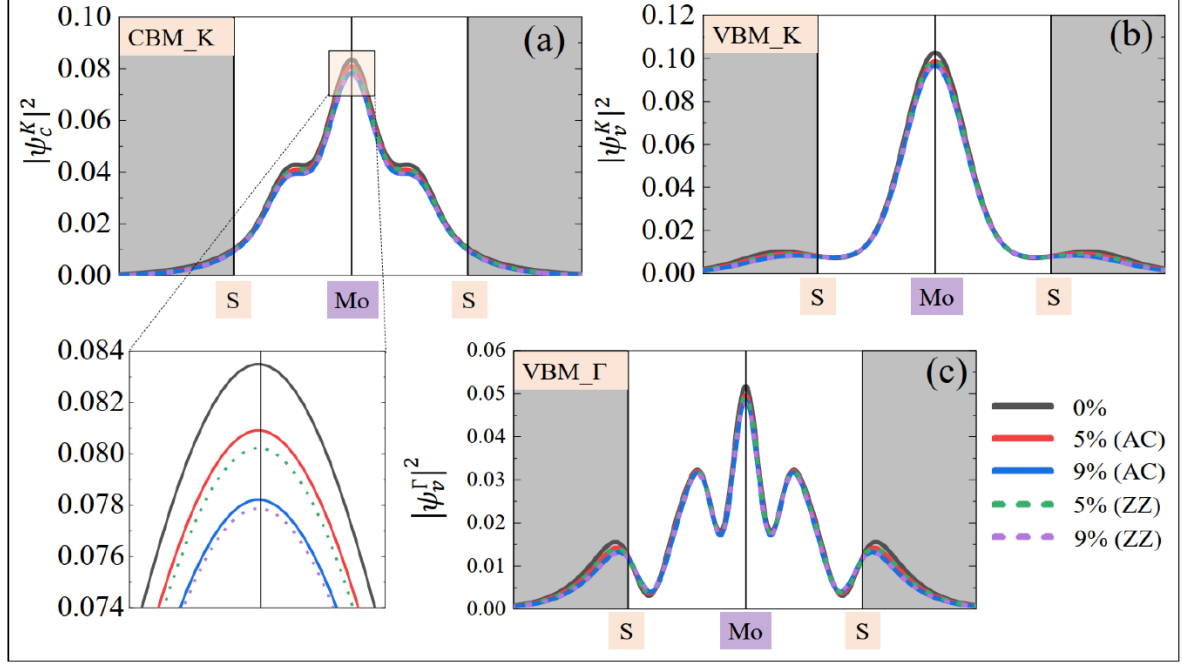 CBM_K
(a)
|ψ_c^K|^2
0.10
0.08
0.06
0.04
0.02
0.00
S
Mo
S
VBM_K
(b)
|ψ_v^K|^2
0.12
0.10
0.08
0.06
0.04
0.02
0.00
S
Mo
S
0.084
0.082
0.080
0.078
0.076
0.074
VBM_Γ
(c)
|ψ_v^Γ|^2
0.06
0.05
0.04
0.03
0.02
0.01
0.00
S
Mo
S
0%
5% (AC)
9% (AC)
5% (ZZ)
9% (ZZ)